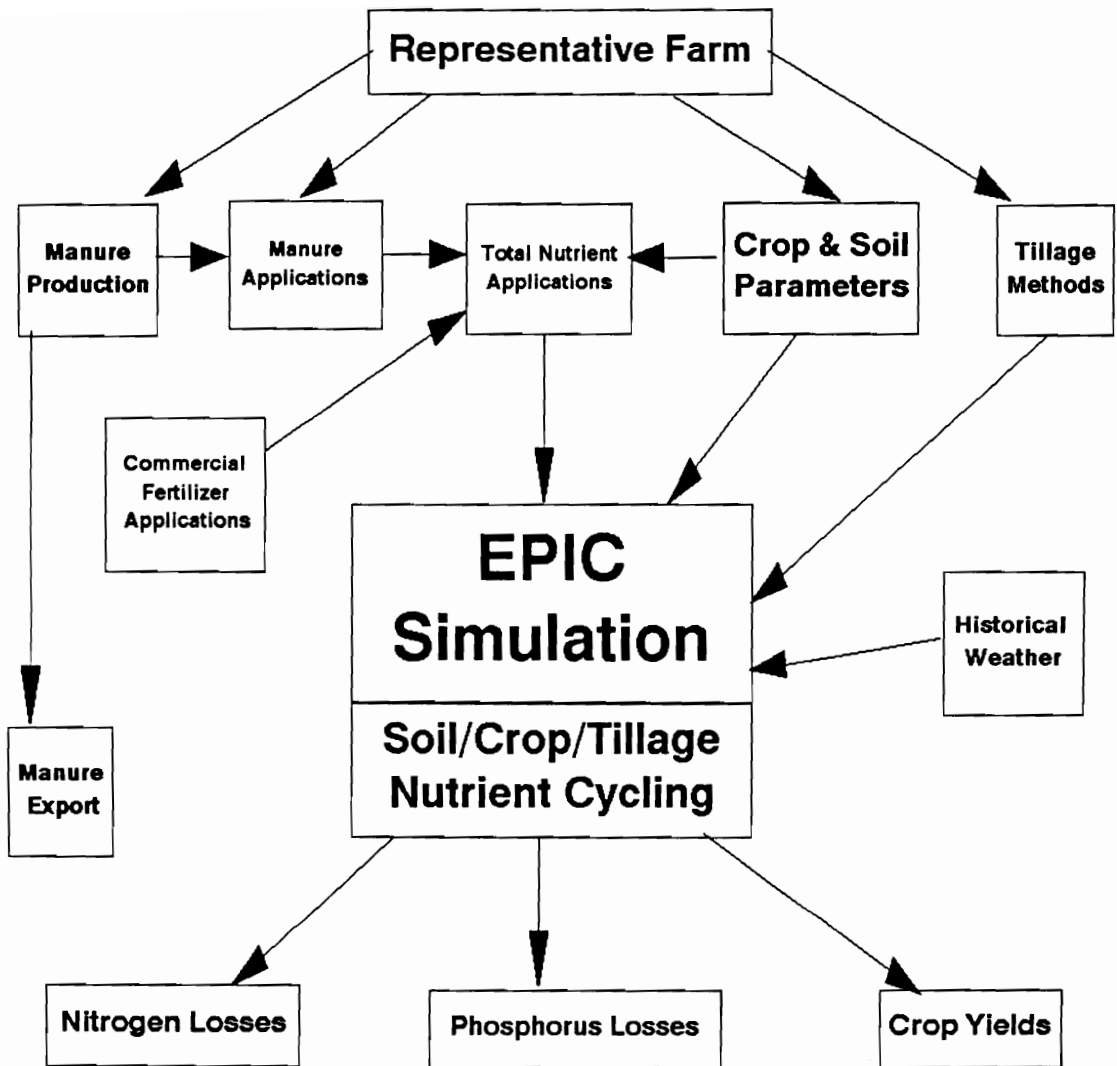 Representative Farm
Manure
Production
Manure
Applications
Total Nutrient
Applications
Crop & Soil
Parameters
Tillage
Methods
Commercial
Fertilizer
Applications
EPIC
Simulation
Historical
Weather
Soil/Crop/Tillage
Nutrient Cycling
Manure
Export
Nitrogen Losses
Phosphorus Losses
Crop Yields